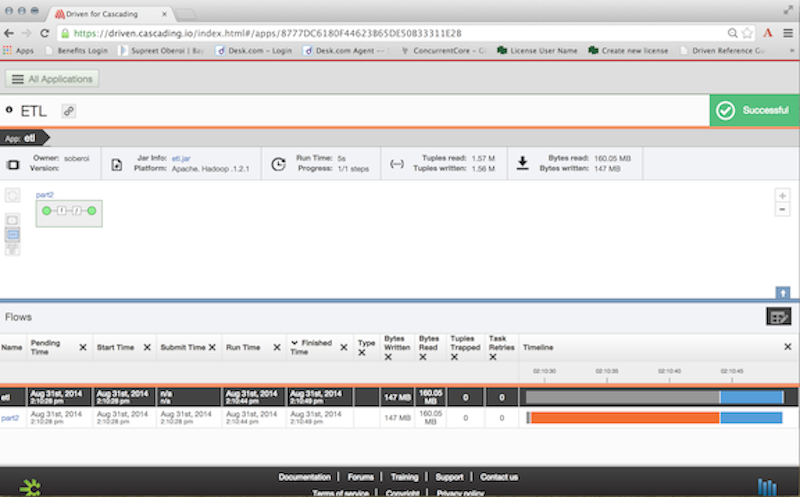 Driven for Cascading
https://driven.cascading.io/index.html#/apps/8777DC6180F44623B65DE50B33311E2B
Apps Benefits Login Supreet Oberoi | Bay Desk.com - Login Desk.com Agent -- ConcurrentCore - G License User Name Create new license Driven Reference Gu
All Applications
ETL Successful
App: etl
Owner: soberoi Jar Info: etl.jar Run Time: 5s Tuples read: 1.57 M Bytes read: 160.05 MB
Version: Platform: Apache. Hadoop .1.2.1 Progress: 1/1 steps Tuples written: 1.56 M Bytes written: 147 MB
part2
Flows
Name Pending Time Start Time Submit Time Run Time Finished Time Type Bytes Written Bytes Read Tuples Trapped Task Retries Timeline
02:10:30 02:10:35 02:10:40 02:10:45
etl Aug 31st, 2014 2:10:28 pm Aug 31st, 2014 2:10:28 pm n/a n/a Aug 31st, 2014 2:10:44 pm Aug 31st, 2014 2:10:49 pm 147 MB 160.05 MB 0 0
part2 Aug 31st, 2014 2:10:28 pm Aug 31st, 2014 2:10:28 pm Aug 31st, 2014 2:10:28 pm Aug 31st, 2014 2:10:44 pm Aug 31st, 2014 2:10:49 pm 147 MB 160.05 MB 0 0
Documentation | Forums | Training | Support | Contact us
Terms of service | Copyright | Privacy policy